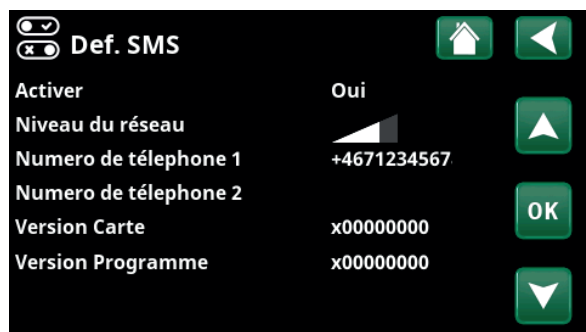 Def. SMS
Activer Oui
Niveau du réseau
Numero de télephone 1 +4671234567
Numero de télephone 2
Version Carte x00000000
OK
Version Programme x00000000